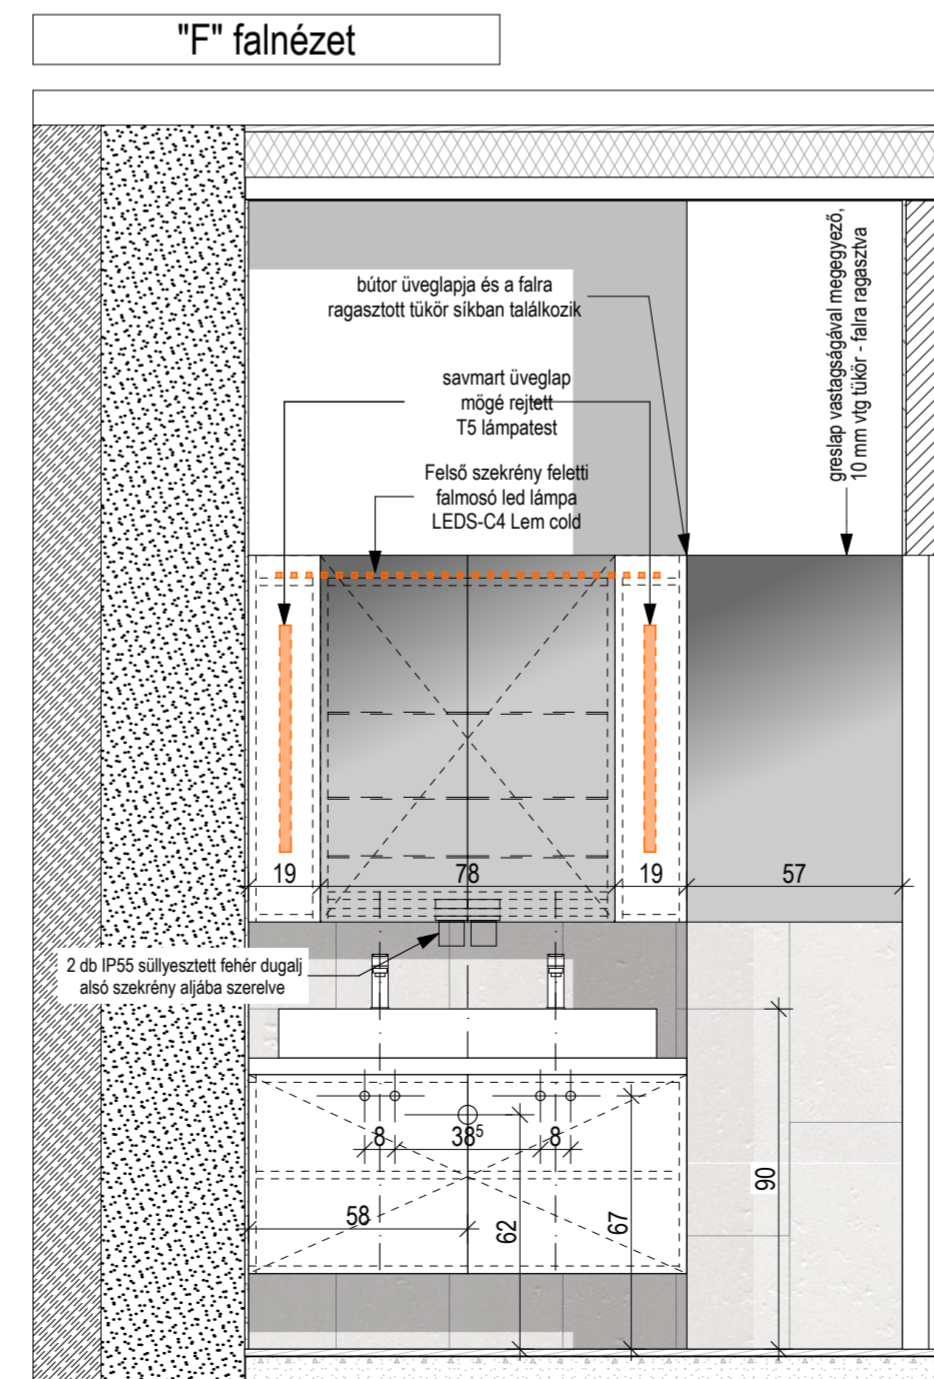 "F" falnézet
greslap vastagságával megegyező,
10 mm vtg tükör - falra ragasztva
bútor üveglapja és a falra
ragasztott tükör síkban találkozik
savmart üveglap
mögé rejtett
T5 lámpatest
Felső szekrény feletti
falmosó led lámpa
LEDS-C4 Lem cold
19
78
19
57
2 db IP55 süllyesztett fehér dugalj
alsó szekrény aljába szerelve
8
38⁵
8
90
58
62
67